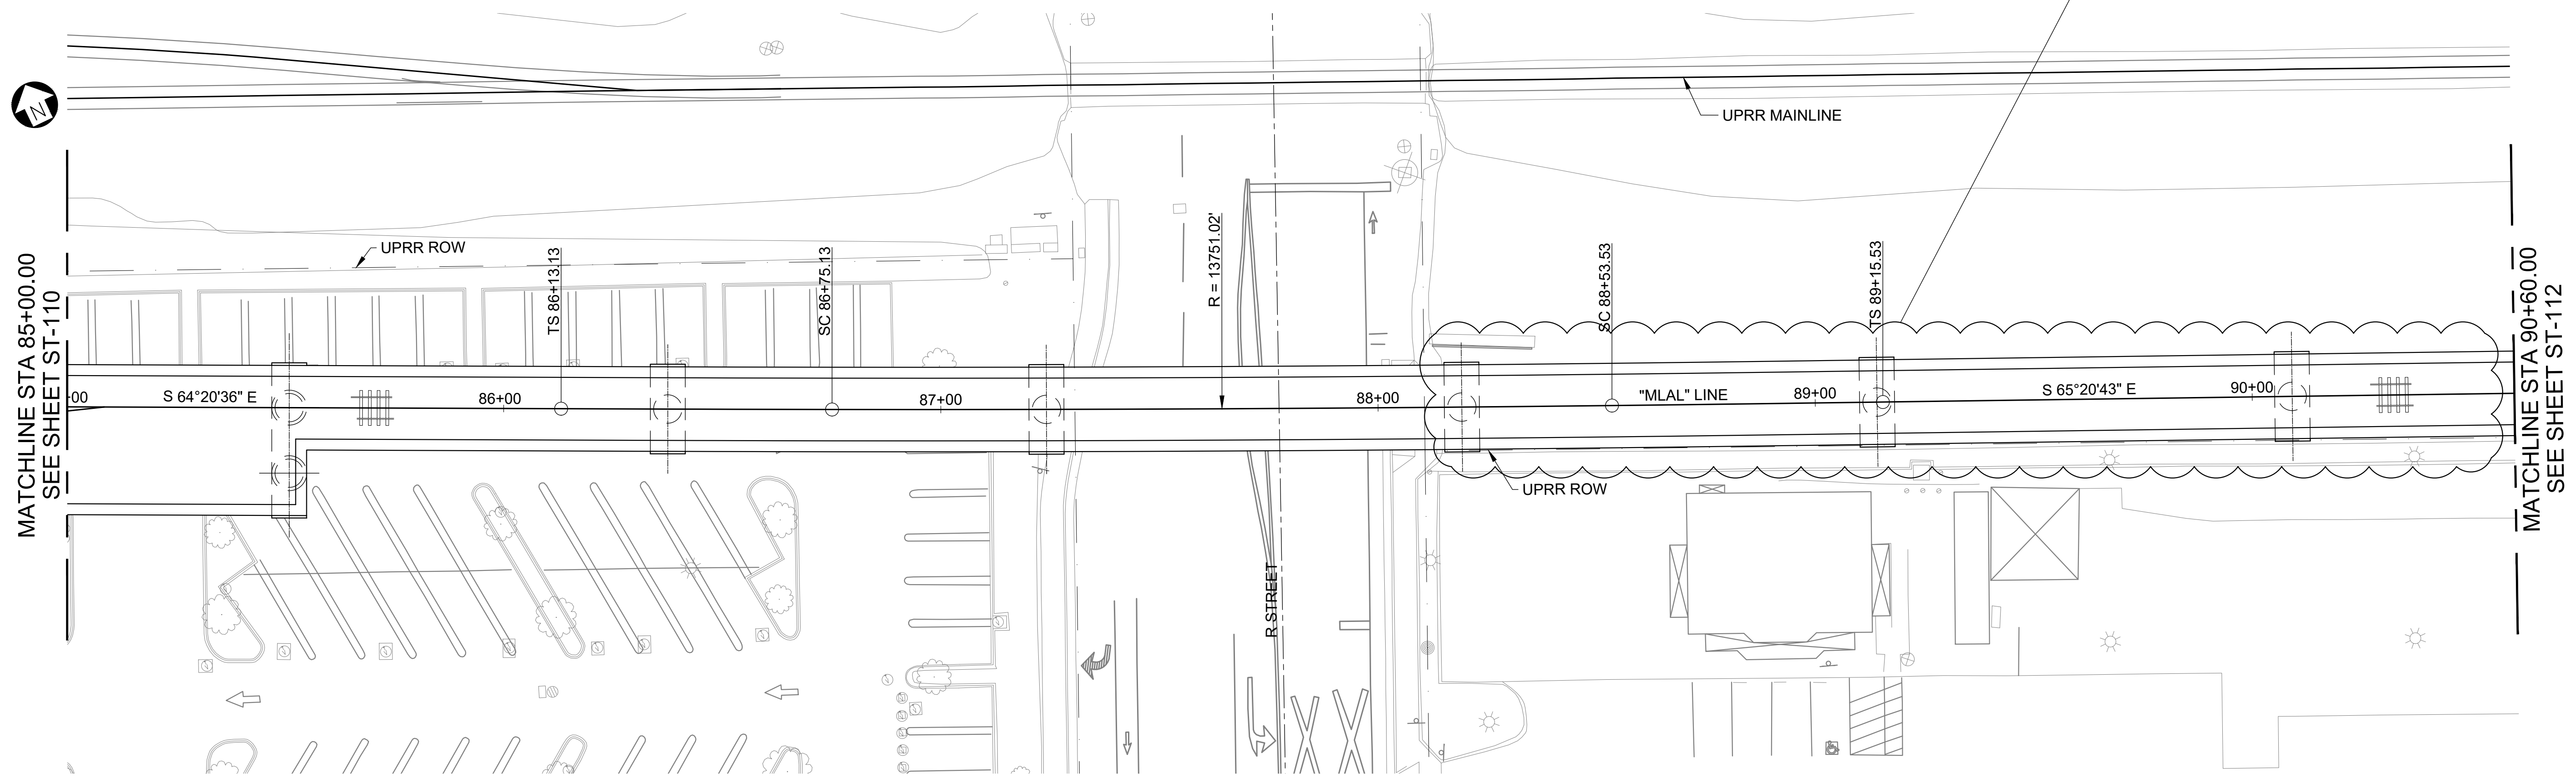 N
UPRR MAINLINE
MATCHLINE STA 85+00.00
SEE SHEET ST-110
UPRR ROW
TS 86+13.13
SC 86+75.13
R = 13751.02'
SC 88+53.53
TS 89+15.53
MATCHLINE STA 90+60.00
SEE SHEET ST-112
+00
S 64°20'36" E
86+00
87+00
88+00
"MLAL" LINE
89+00
S 65°20'43" E
90+00
UPRR ROW
R STREET